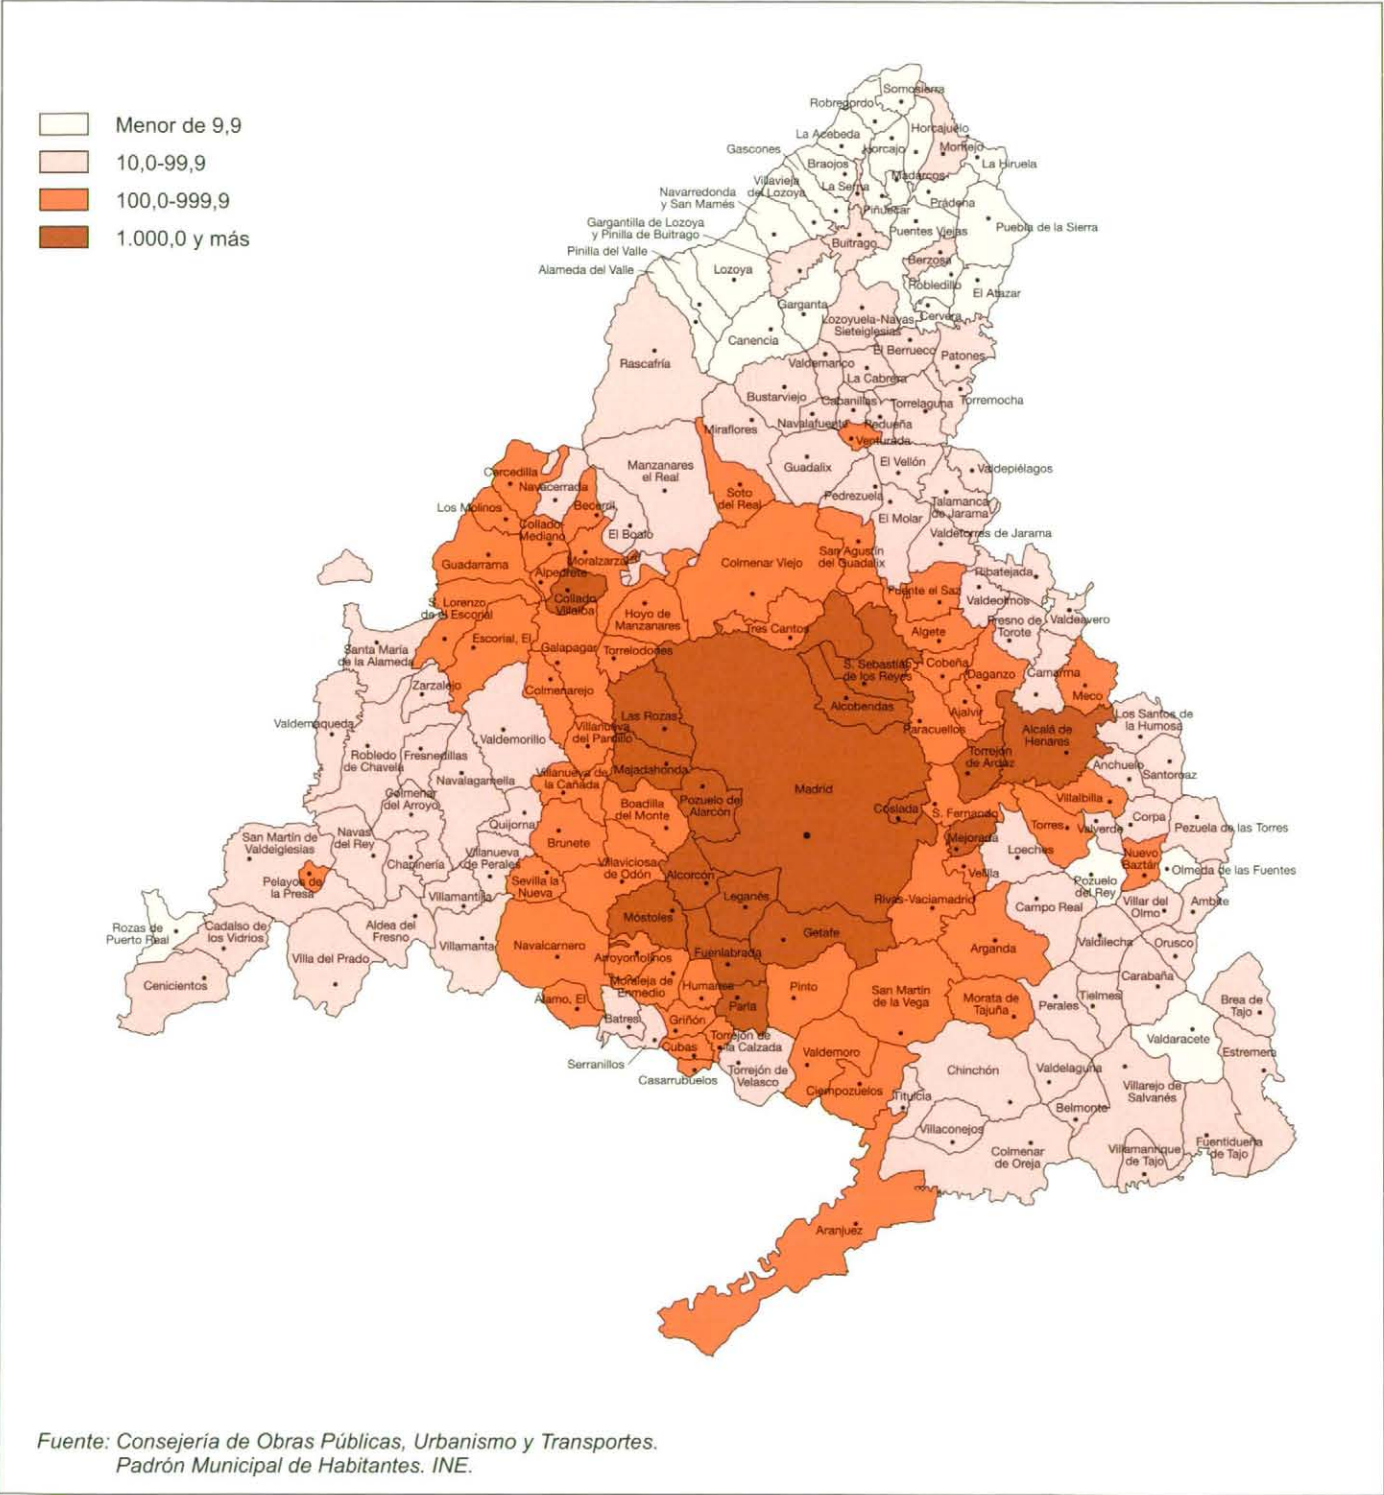 Menor de 9,9
10,0-99,9
100,0-999,9
1.000,0 y más
Somosierra
Robregordo
Horcajuelo
La Acebeda
Horcajo
Montejo
Gascones
Braojos
La Hiruela
Madarcos
Villavieja
del Lozoya
La Serna
Navarredonda
y San Mamés
Prádena
Piñuecar
Gargantilla de Lozoya
y Pinilla de Buitrago
Puentes Viejas
Puebla de la Sierra
Buitrago
Pinilla del Valle
Berzosa
Alameda del Valle
Lozoya
Robledillo
El Atazar
Garganta
Cervera
Lozoyuela-Navas-
Sieteiglesias
Canencia
El Berrueco
Patones
Rascafría
Valdemanco
La Cabrera
Bustarviejo
Cabanillas
Torrelaguna
Torremocha
Navalafuente
Redueña
Miraflores
Venturada
Manzanares
el Real
Guadalix
El Vellón
Valdepiélagos
Cercedilla
Navacerrada
Soto
del Real
Pedrezuela
Talamanca
de Jarama
Los Molinos
Becerril
El Molar
Collado
Mediano
El Boalo
Valdetorres de Jarama
Guadarrama
Moralzarzal
Colmenar Viejo
San Agustín
del Guadalix
Alpedrete
Ribatejada
Collado
Villalba
Fuente el Saz
Valdeolmos
S. Lorenzo
de el Escorial
Hoyo de
Manzanares
Fresno de
Torote
Valdeavero
Tres Cantos
Algete
Escorial, El
Galapagar
Torrelodones
Santa María
de la Alameda
S. Sebastián
de los Reyes
Cobeña
Daganzo
Camarma
Zarzalejo
Colmenarejo
Meco
Alcobendas
Ajalvir
Las Rozas
Los Santos de
la Humosa
Valdemaqueda
Villanueva
del Pardillo
Paracuellos
Alcalá de
Henares
Valdemorillo
Robledo
de Chavela
Fresnedillas
Torrejón
de Ardoz
Anchuelo
Santorcaz
Majadahonda
Navalagamella
Villanueva de
la Cañada
Madrid
Colmenar
del Arroyo
Boadilla
del Monte
Pozuelo de
Alarcón
Villalbilla
Coslada
S. Fernando
Quijorna
Torres
Valverde
Corpa
Pezuela de las Torres
San Martín de
Valdeiglesias
Navas
del Rey
Brunete
Mejorada
Loeches
Chapinería
Villanueva
de Perales
Villaviciosa
de Odón
Nuevo
Baztán
Olmeda de las Fuentes
Pelayos de
la Presa
Sevilla la
Nueva
Alcorcón
Velilla
Pozuelo
del Rey
Villamantilla
Leganés
Rivas-Vaciamadrid
Campo Real
Villar del
Olmo
Ambite
Móstoles
Rozas de
Puerto Real
Cadalso de
los Vidrios
Aldea del
Fresno
Getafe
Villamanta
Navalcarnero
Valdilecha
Orusco
Villa del Prado
Arroyomolinos
Fuenlabrada
Arganda
Cenicientos
Moraleja de
Enmedio
Humanes
Pinto
San Martín
de la Vega
Carabaña
Álamo, El
Parla
Morata de
Tajuña
Perales
Tielmes
Brea de
Tajo
Batres
Griñón
Valdaracete
Torrejón de
la Calzada
Cubas
Valdemoro
Estremera
Serranillos
Torrejón de
Velasco
Chinchón
Valdelaguna
Casarrubuelos
Ciempozuelos
Titulcia
Villarejo de
Salvanés
Belmonte
Villaconejos
Colmenar
de Oreja
Villamanrique
de Tajo
Fuentidueña
de Tajo
Aranjuez
Fuente: Consejería de Obras Públicas, Urbanismo y Transportes.
Padrón Municipal de Habitantes. INE.